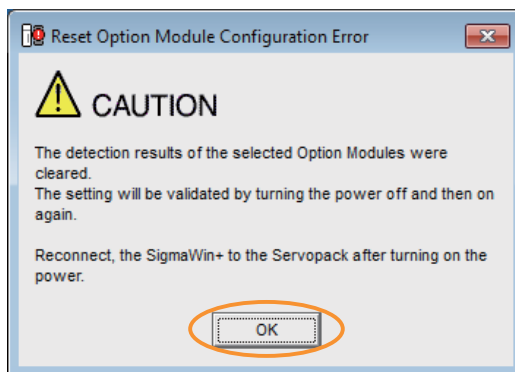 Reset Option Module Configuration Error
CAUTION
The detection results of the selected Option Modules were
cleared.
The setting will be validated by turning the power off and then on
again.
Reconnect, the SigmaWin+ to the Servopack after turning on the
power.
OK